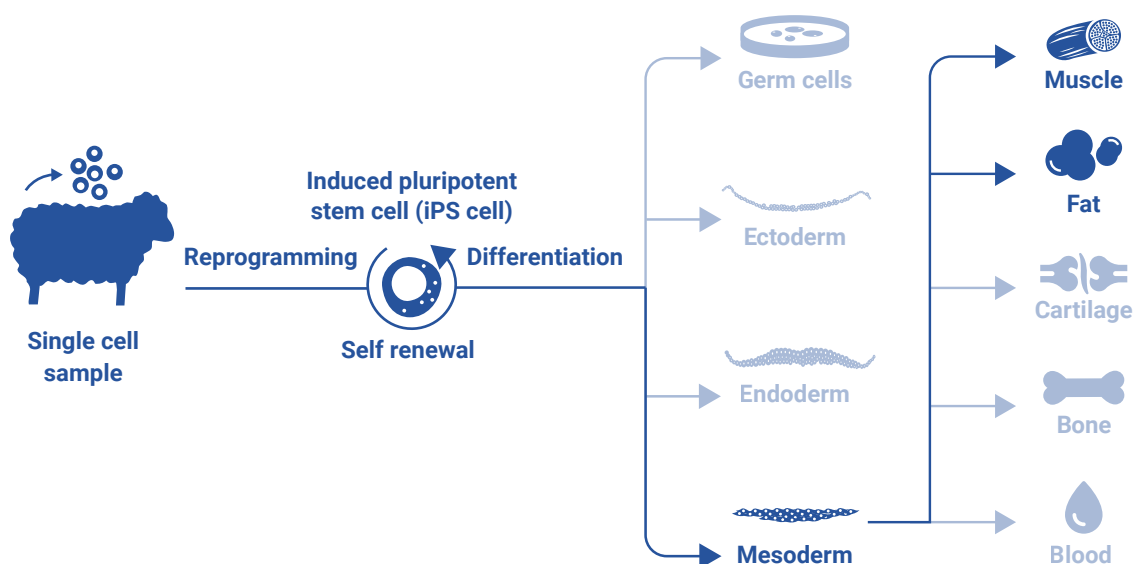 Single cell
sample
Reprogramming
Induced pluripotent
stem cell (iPS cell)
Self renewal
Differentiation
Germ cells
Ectoderm
Endoderm
Mesoderm
Muscle
Fat
Cartilage
Bone
Blood